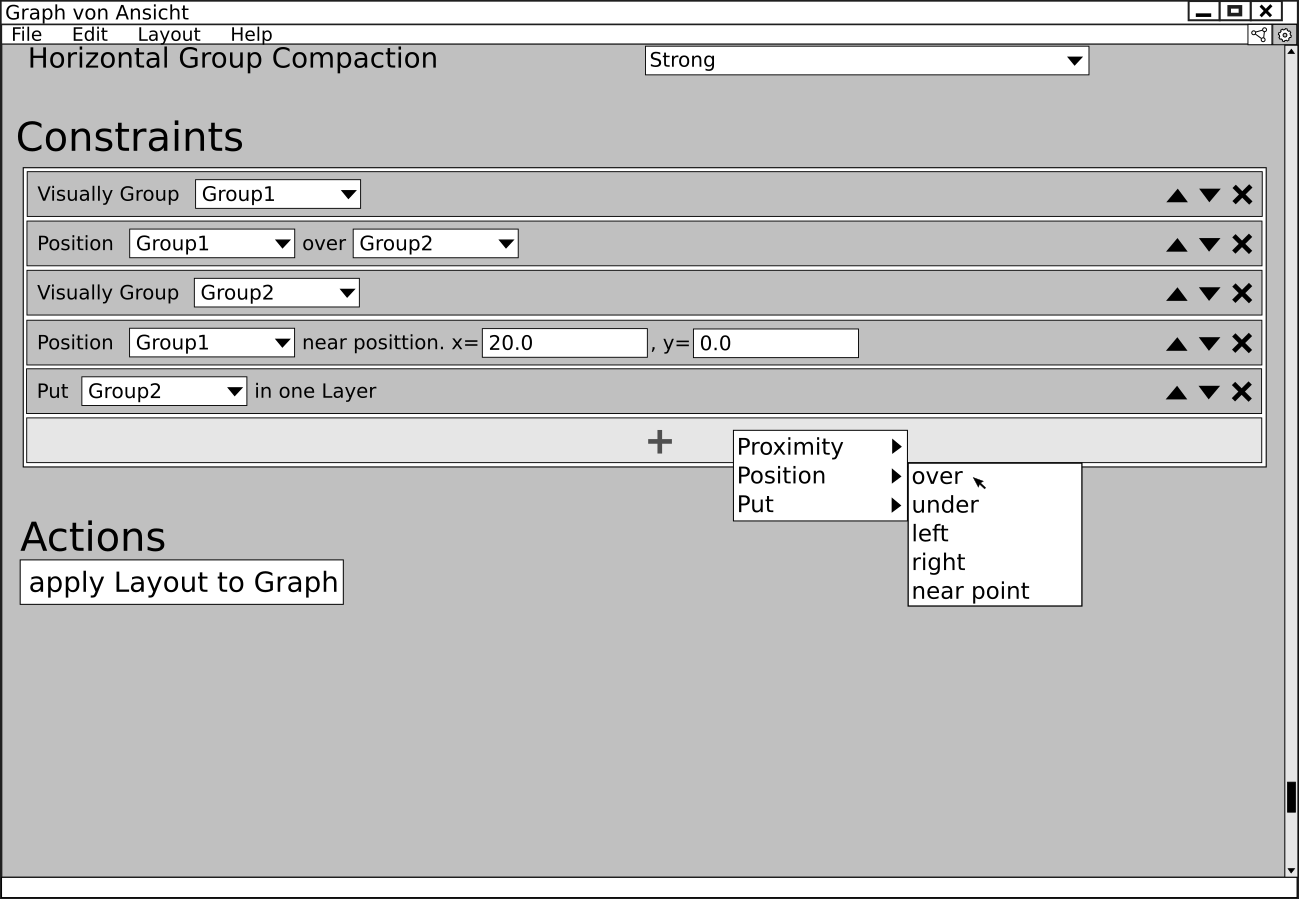 Graph von Ansicht
File Edit Layout Help
Horizontal Group Compaction Strong
Constraints
Visually Group Group1
Position Group1 over Group2
Visually Group Group2
Position Group1 near posittion. x= 20.0 , y= 0.0
Put Group2 in one Layer
+
Proximity
Position over
Put under
left
right
near point
Actions
apply Layout to Graph